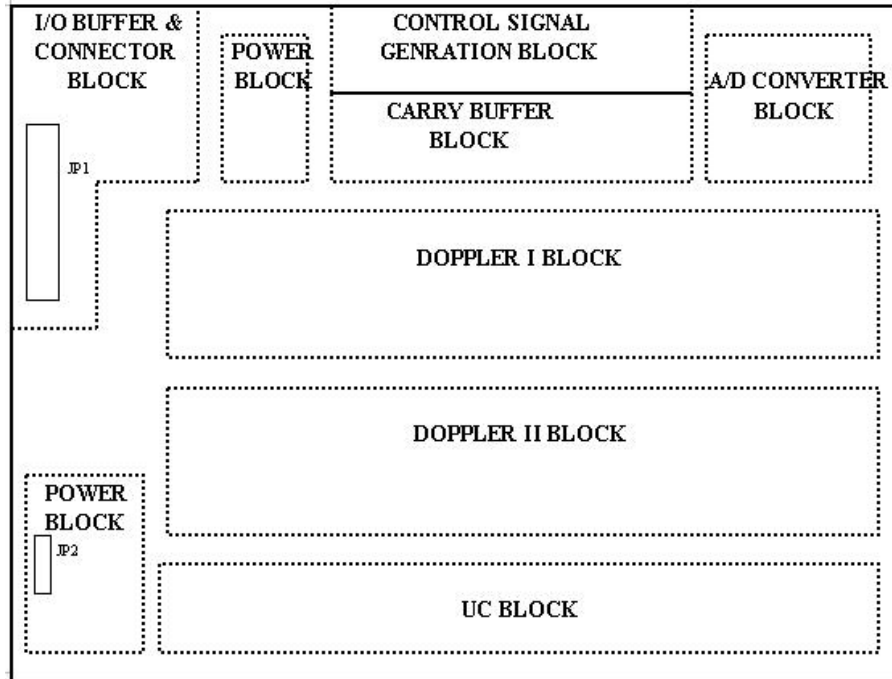 I/O BUFFER &
CONNECTOR
BLOCK
POWER
BLOCK
CONTROL SIGNAL
GENRATION BLOCK
CARRY BUFFER
BLOCK
A/D CONVERTER
BLOCK
JP1
DOPPLER I BLOCK
DOPPLER II BLOCK
POWER
BLOCK
JP2
UC BLOCK